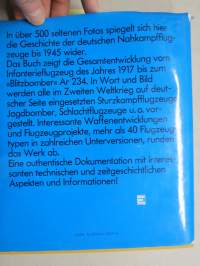 In über 500 seltenen Fotos spiegelt sich hier
die Geschichte der deutschen Nahkampfflug-
zeuge bis 1945 wider.
Das Buch zeigt die Gesamtentwicklung vom
Infanterieflugzeug des Jahres 1917 bis zum
»Blitzbomber« Ar 234. In Wort und Bild
werden alle im Zweiten Weltkrieg auf deut-
scher Seite eingesetzten Sturzkampfflugzeuge
Jagdbomber, Schlachtflugzeuge u. a. vor-
gestellt. Interessante Waffenentwicklungen
und Flugzeugprojekte, mehr als 40 Flugzeug-
typen in zahlreichen Unterversionen, runden
das Werk ab.
Eine authentische Dokumentation mit interes-
santen technischen und zeitgeschichtlichen
Aspekten und Informationen!